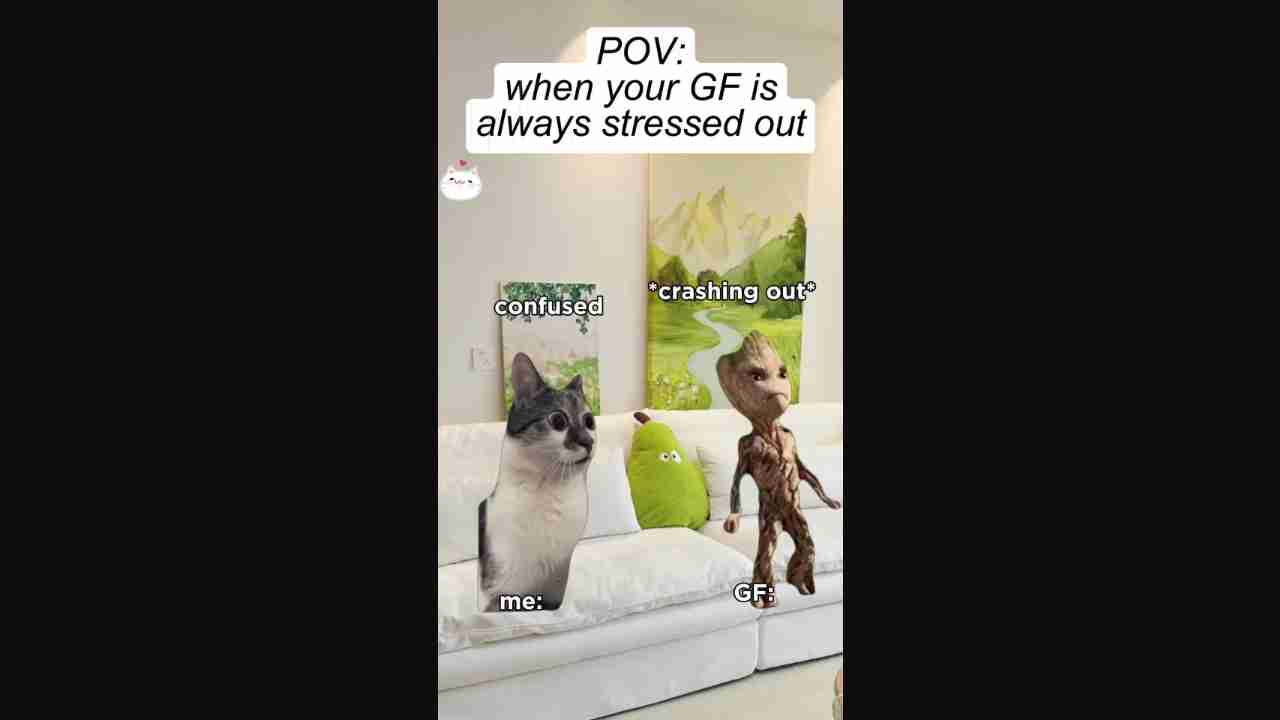 POV:
when your GF is
always stressed out
*crashing out*
confused
GF:
me: